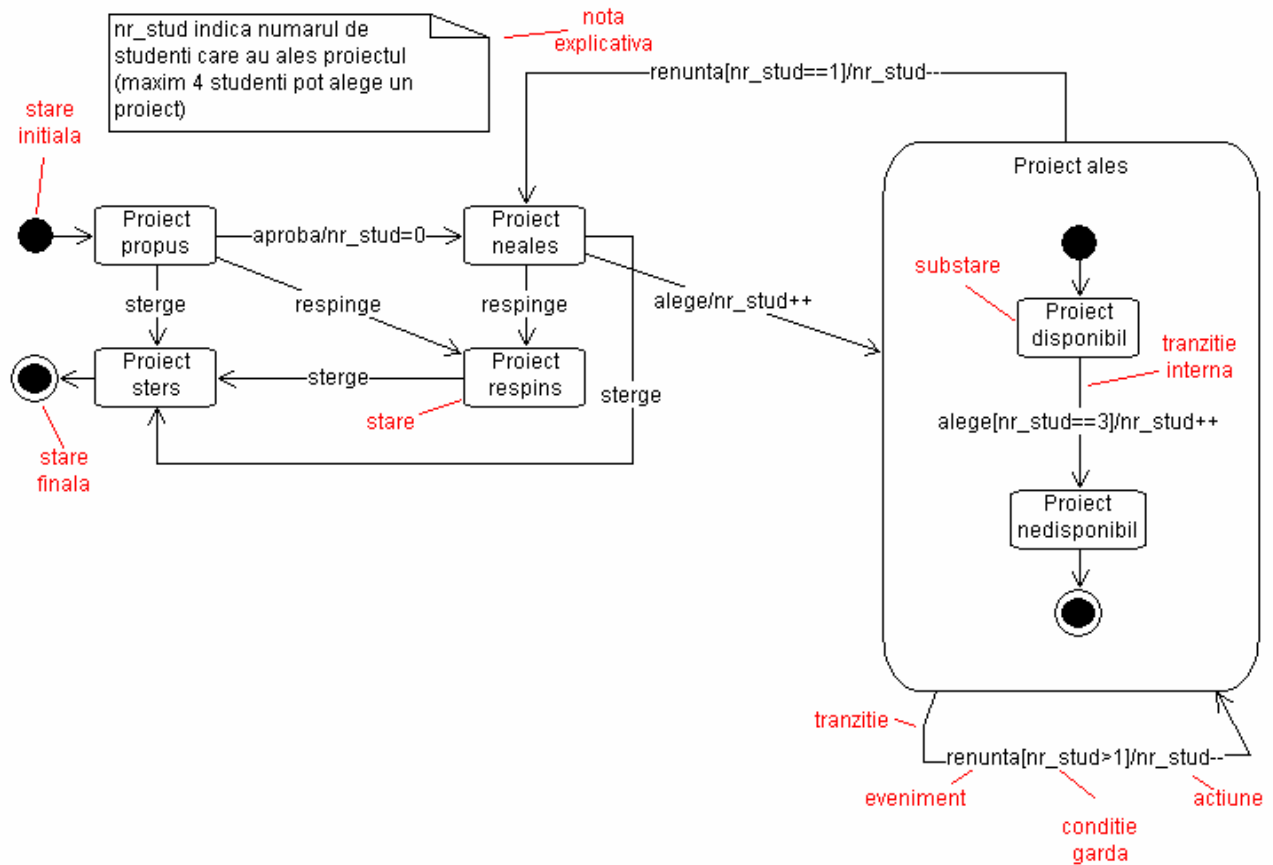 nr_stud indica numarul de
studenti care au ales proiectul
(maxim 4 studenti pot alege un
proiect)
nota
explicativa
renunta[nr_stud==1]/nr_stud--
stare
initiala
Proiect ales
Proiect
propus
aproba/nr_stud=0
Proiect
neales
substare
sterge
respinge
respinge
alege/nr_stud++
Proiect
disponibil
tranzitie
interna
Proiect
sters
sterge
Proiect
respins
sterge
stare
alege[nr_stud==3]/nr_stud++
stare
finala
Proiect
nedisponibil
tranzitie
renunta[nr_stud>1]/nr_stud--
eveniment
actiune
conditie
garda